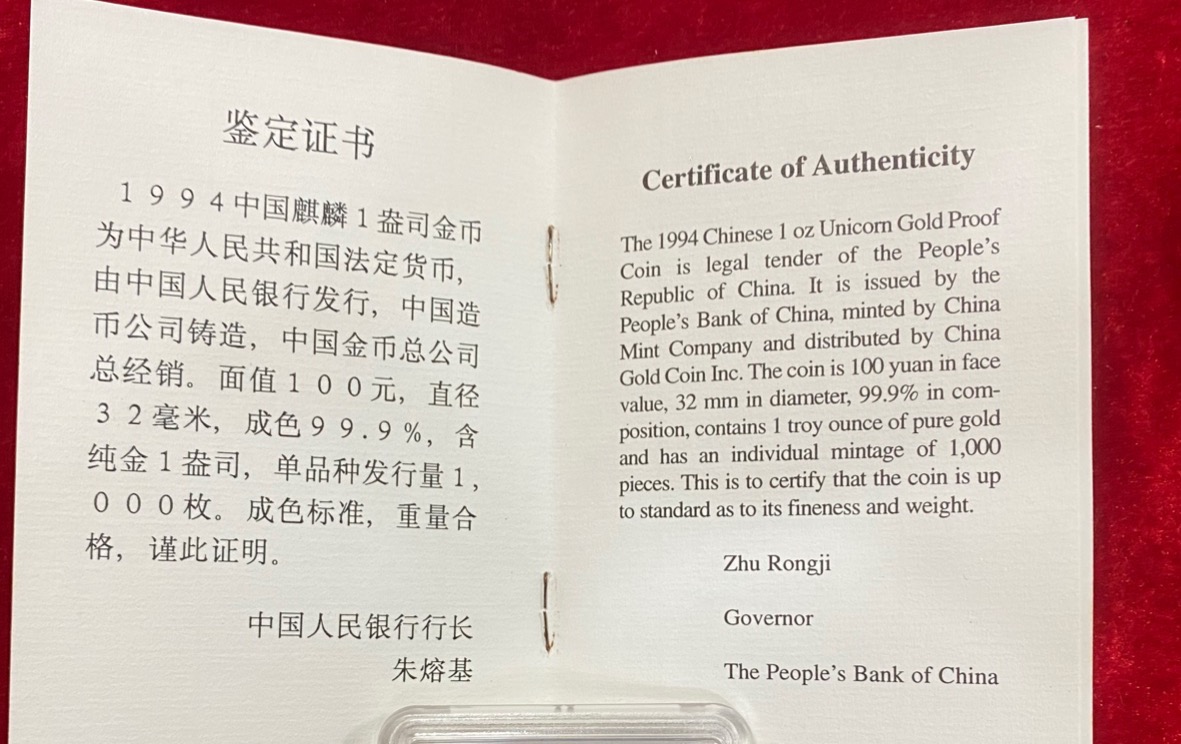 鉴定证书
１９９４中国麒麟１盎司金币
为中华人民共和国法定货币，
由中国人民银行发行，中国造
币公司铸造，中国金币总公司
总经销。面值１００元，直径
３２毫米，成色９９.９%，含
纯金１盎司，单品种发行量１，
０００枚。成色标准，重量合
格，谨此证明。
中国人民银行行长
朱熔基
Certificate of Authenticity
The 1994 Chinese 1 oz Unicorn Gold Proof
Coin is legal tender of the People's
Republic of China. It is issued by the
People's Bank of China, minted by China
Mint Company and distributed by China
Gold Coin Inc. The coin is 100 yuan in face
value, 32 mm in diameter, 99.9% in com-
position, contains 1 troy ounce of pure gold
and has an individual mintage of 1,000
pieces. This is to certify that the coin is up
to standard as to its fineness and weight.
Zhu Rongji
Governor
The People's Bank of China